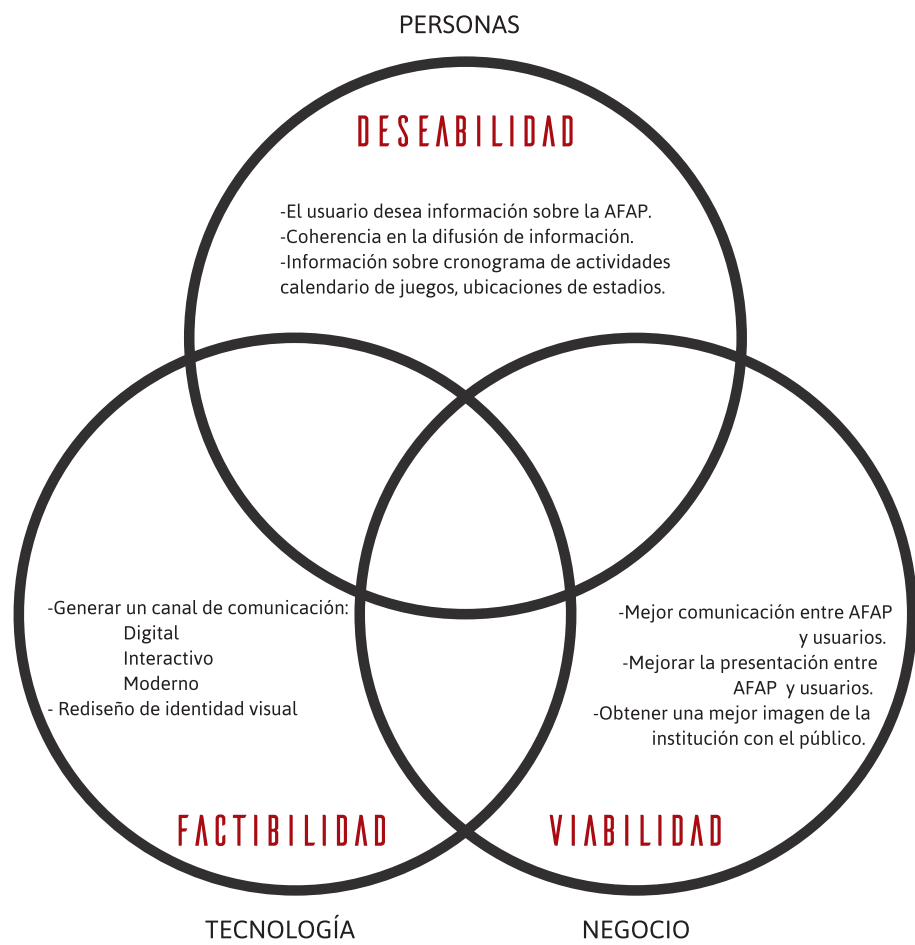 PERSONAS
DESEABILIDAD
-El usuario desea información sobre la AFAP.
-Coherencia en la difusión de información.
-Información sobre cronograma de actividades
calendario de juegos, ubicaciones de estadios.
-Generar un canal de comunicación:
Digital
Interactivo
Moderno
- Rediseño de identidad visual
-Mejor comunicación entre AFAP
y usuarios.
-Mejorar la presentación entre
AFAP y usuarios.
-Obtener una mejor imagen de la
institución con el público.
FACTIBILIDAD
VIABILIDAD
TECNOLOGÍA
NEGOCIO